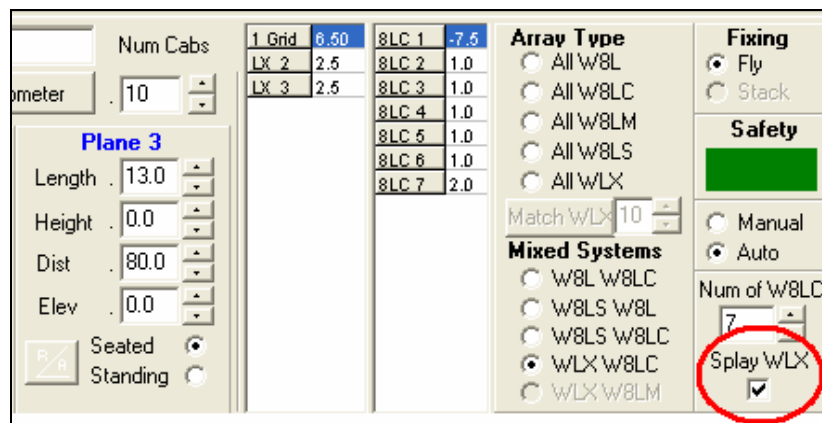 Num Cabs
ometer . 10
Plane 3
Length . 13.0
Height . 0.0
Dist . 80.0
Elev . 0.0
R/A
Seated
Standing
1 Grid 6.50
LX 2 2.5
LX 3 2.5
8LC 1 -7.5
8LC 2 1.0
8LC 3 1.0
8LC 4 1.0
8LC 5 1.0
8LC 6 1.0
8LC 7 2.0
Array Type
All W8L
All W8LC
All W8LM
All W8LS
All WLX
Match WLX 10
Mixed Systems
W8L W8LC
W8LS W8L
W8LS W8LC
WLX W8LC
WLX W8LM
Fixing
Fly
Stack
Safety
Manual
Auto
Num of W8LC
7
Splay WLX